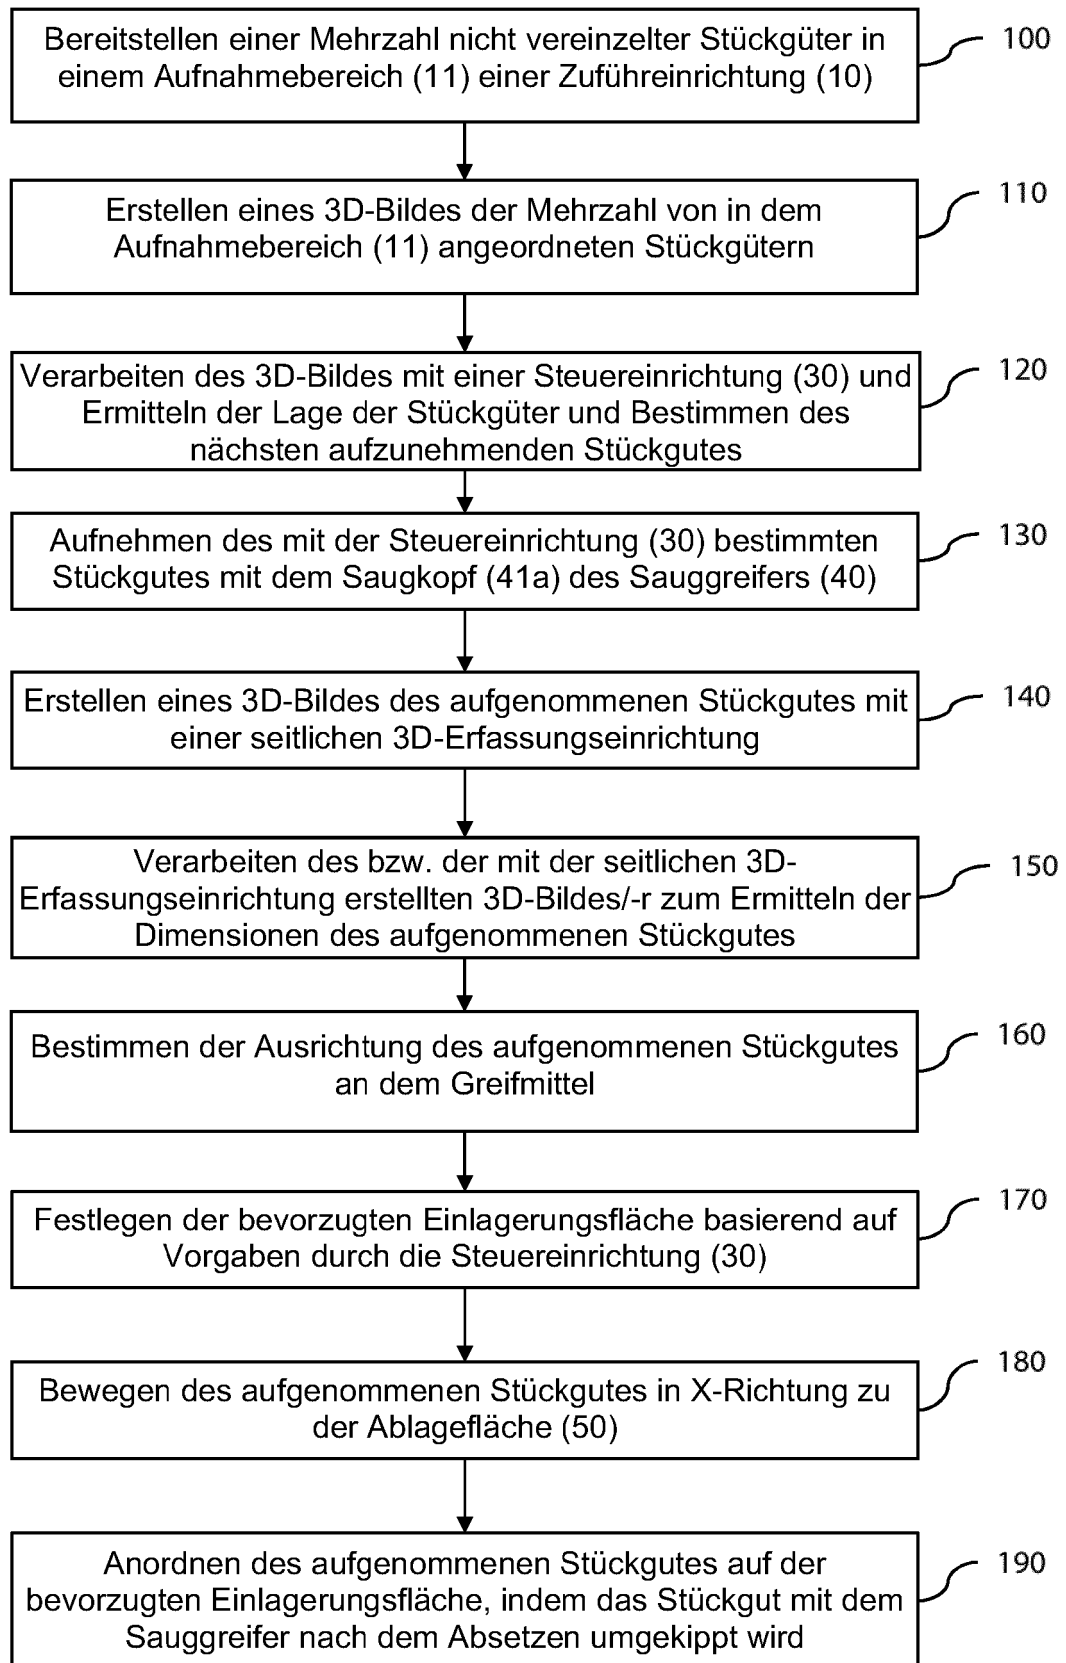 Bereitstellen einer Mehrzahl nicht vereinzelter Stückgüter in
einem Aufnahmebereich (11) einer Zuführeinrichtung (10)
100
Erstellen eines 3D-Bildes der Mehrzahl von in dem
Aufnahmebereich (11) angeordneten Stückgütern
110
Verarbeiten des 3D-Bildes mit einer Steuereinrichtung (30) und
Ermitteln der Lage der Stückgüter und Bestimmen des
nächsten aufzunehmenden Stückgutes
120
Aufnehmen des mit der Steuereinrichtung (30) bestimmten
Stückgutes mit dem Saugkopf (41a) des Sauggreifers (40)
130
Erstellen eines 3D-Bildes des aufgenommenen Stückgutes mit
einer seitlichen 3D-Erfassungseinrichtung
140
Verarbeiten des bzw. der mit der seitlichen 3D-
Erfassungseinrichtung erstellten 3D-Bildes/-r zum Ermitteln der
Dimensionen des aufgenommenen Stückgutes
150
Bestimmen der Ausrichtung des aufgenommenen Stückgutes
an dem Greifmittel
160
Festlegen der bevorzugten Einlagerungsfläche basierend auf
Vorgaben durch die Steuereinrichtung (30)
170
Bewegen des aufgenommenen Stückgutes in X-Richtung zu
der Ablagefläche (50)
180
Anordnen des aufgenommenen Stückgutes auf der
bevorzugten Einlagerungsfläche, indem das Stückgut mit dem
Sauggreifer nach dem Absetzen umgekippt wird
190